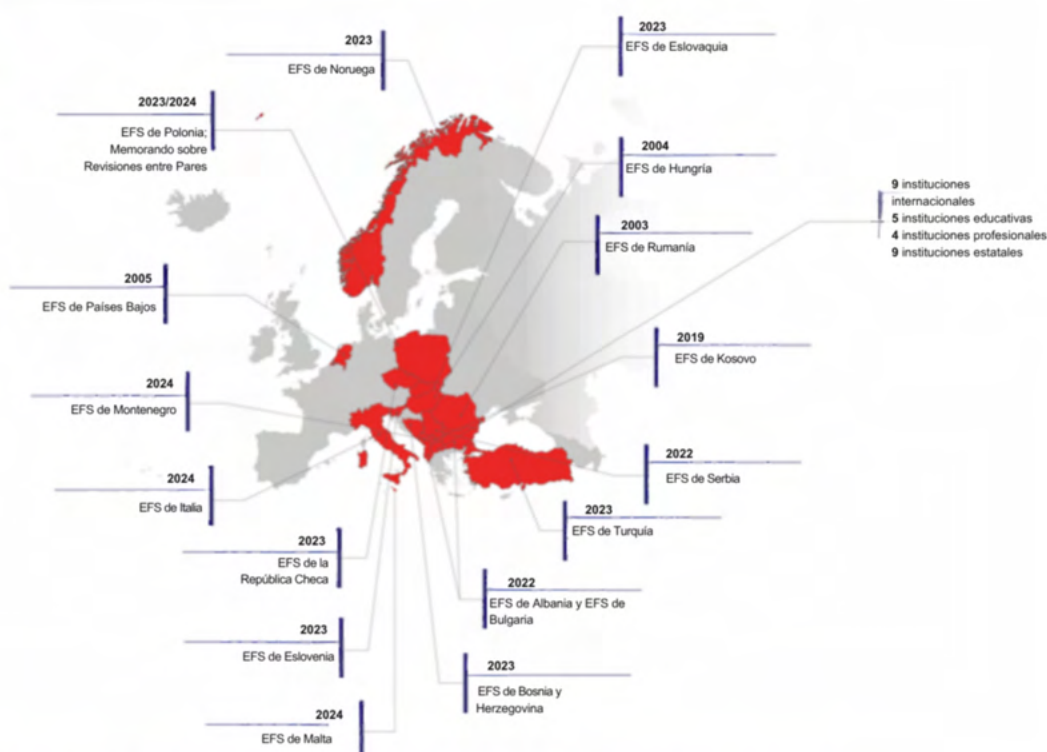 2023
EFS de Noruega
2023/2024
EFS de Polonia;
Memorando sobre
Revisiones entre Pares
2005
EFS de Países Bajos
2024
EFS de Montenegro
2024
EFS de Italia
2023
EFS de la
República Checa
2023
EFS de Eslovenia
2024
EFS de Malta
2023
EFS de Eslovaquia
2004
EFS de Hungría
2003
EFS de Rumanía
9 instituciones
internacionales
5 instituciones educativas
4 instituciones profesionales
9 instituciones estatales
2019
EFS de Kosovo
2022
EFS de Serbia
2023
EFS de Turquía
2022
EFS de Albania y EFS de
Bulgaria
2023
EFS de Bosnia y
Herzegovina